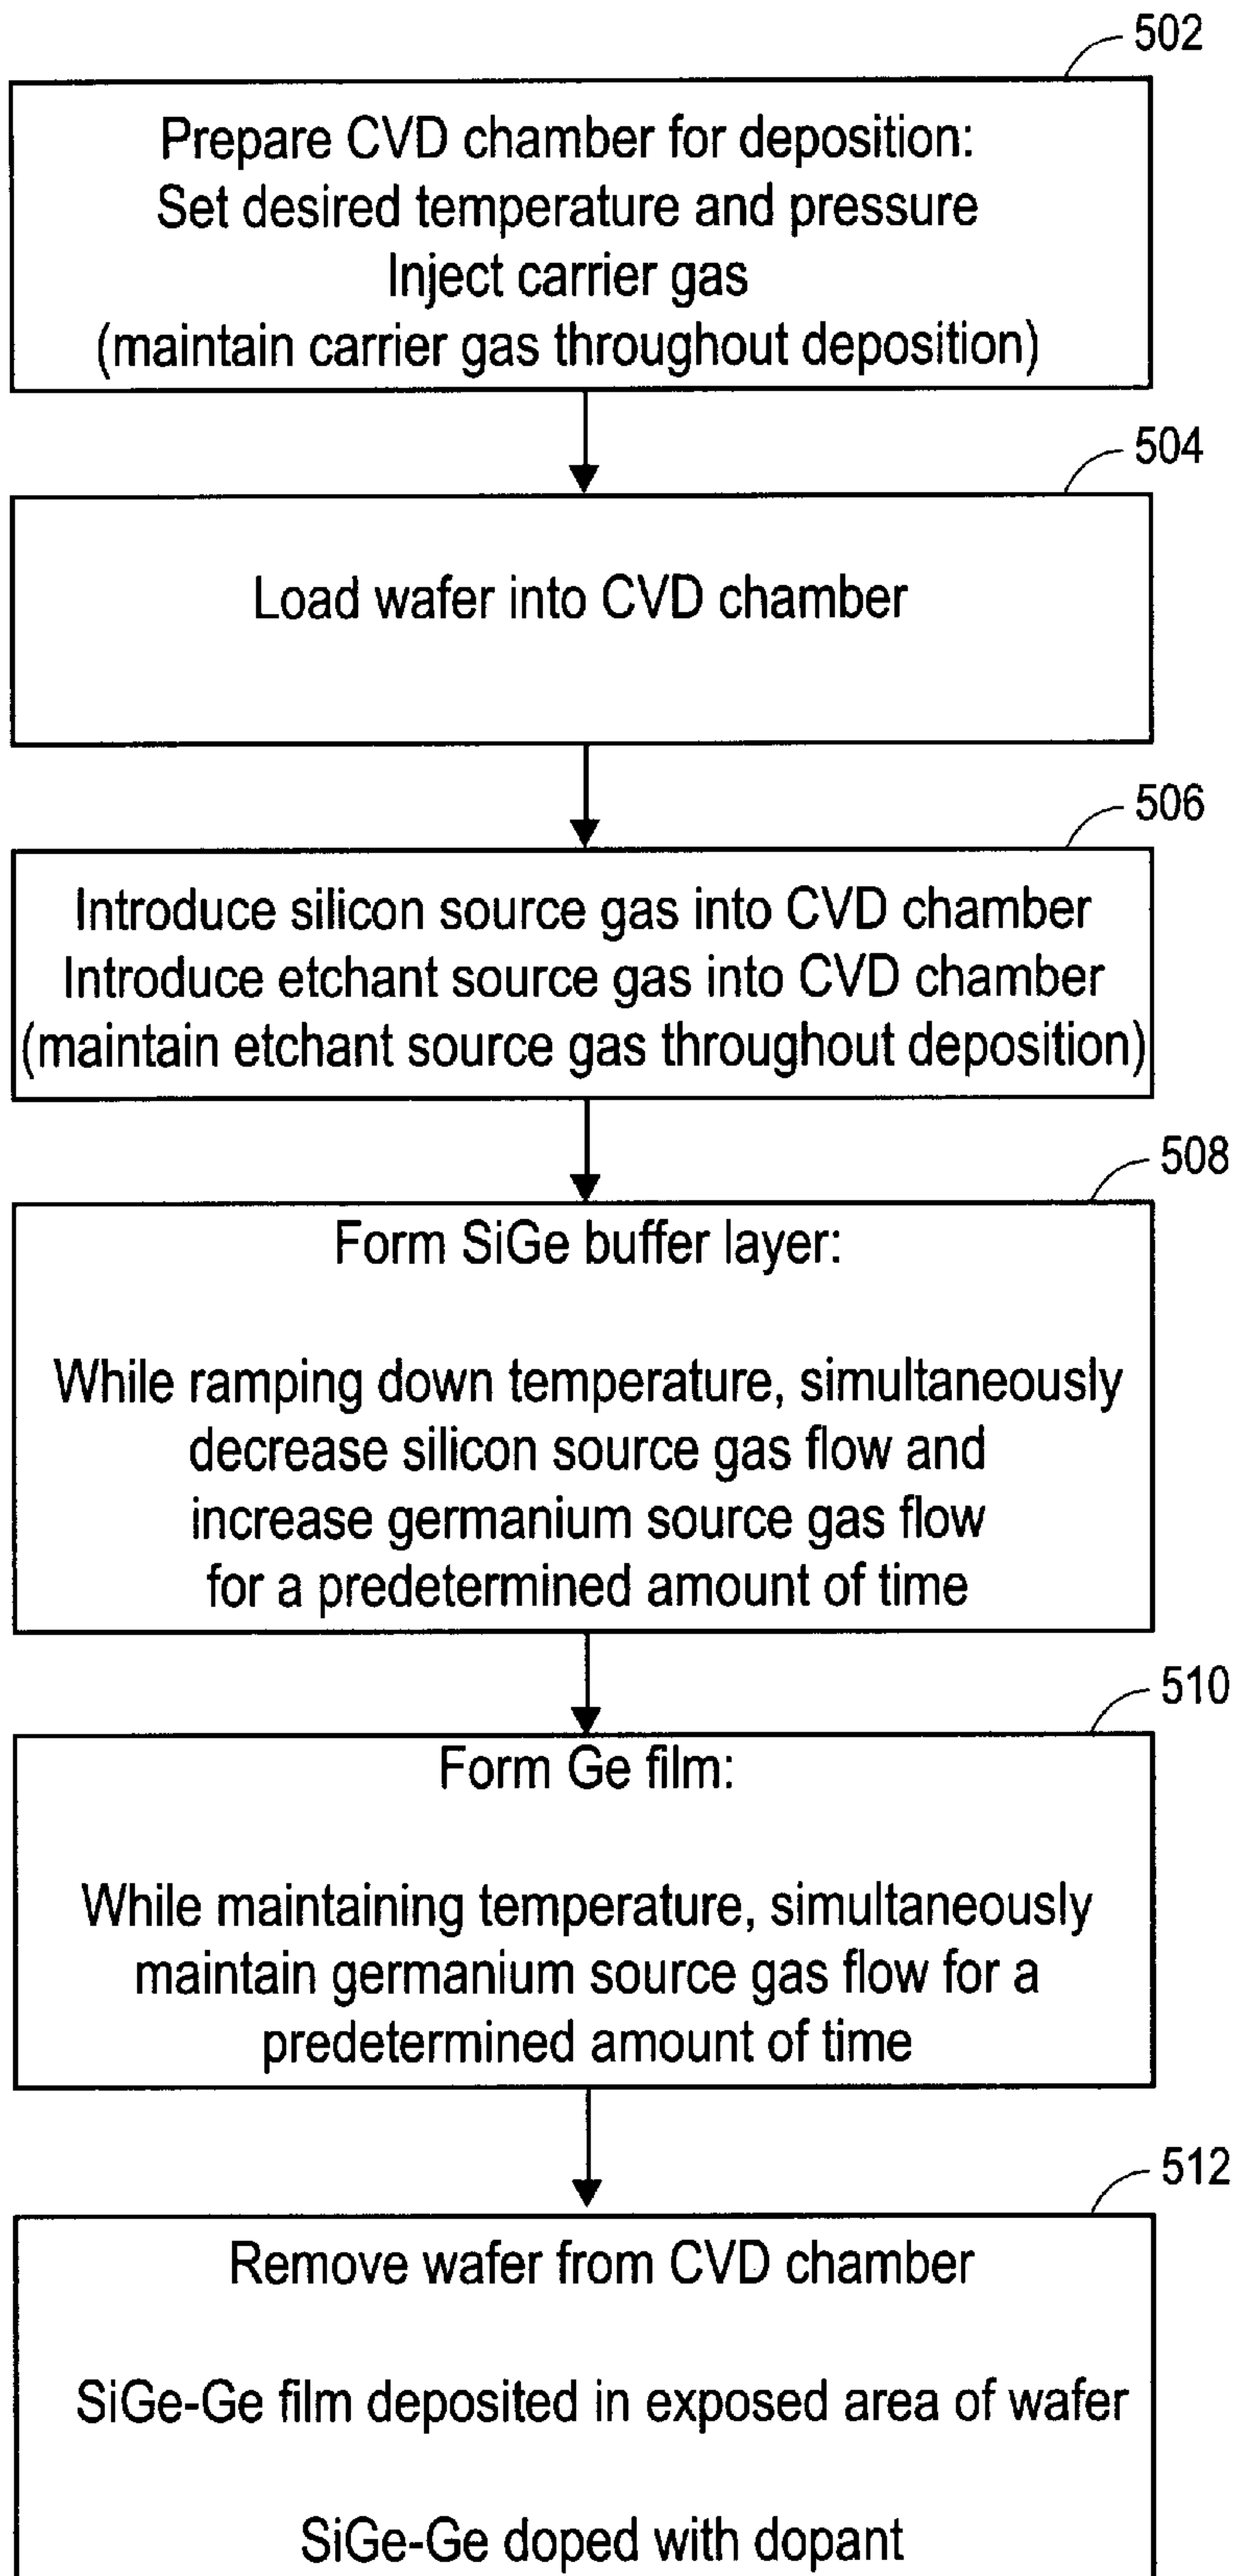 502
Prepare CVD chamber for deposition:
Set desired temperature and pressure
Inject carrier gas
(maintain carrier gas throughout deposition)
504
Load wafer into CVD chamber
506
Introduce silicon source gas into CVD chamber
Introduce etchant source gas into CVD chamber
(maintain etchant source gas throughout deposition)
508
Form SiGe buffer layer:
While ramping down temperature, simultaneously
decrease silicon source gas flow and
increase germanium source gas flow
for a predetermined amount of time
510
Form Ge film:
While maintaining temperature, simultaneously
maintain germanium source gas flow for a
predetermined amount of time
512
Remove wafer from CVD chamber
SiGe-Ge film deposited in exposed area of wafer
SiGe-Ge doped with dopant